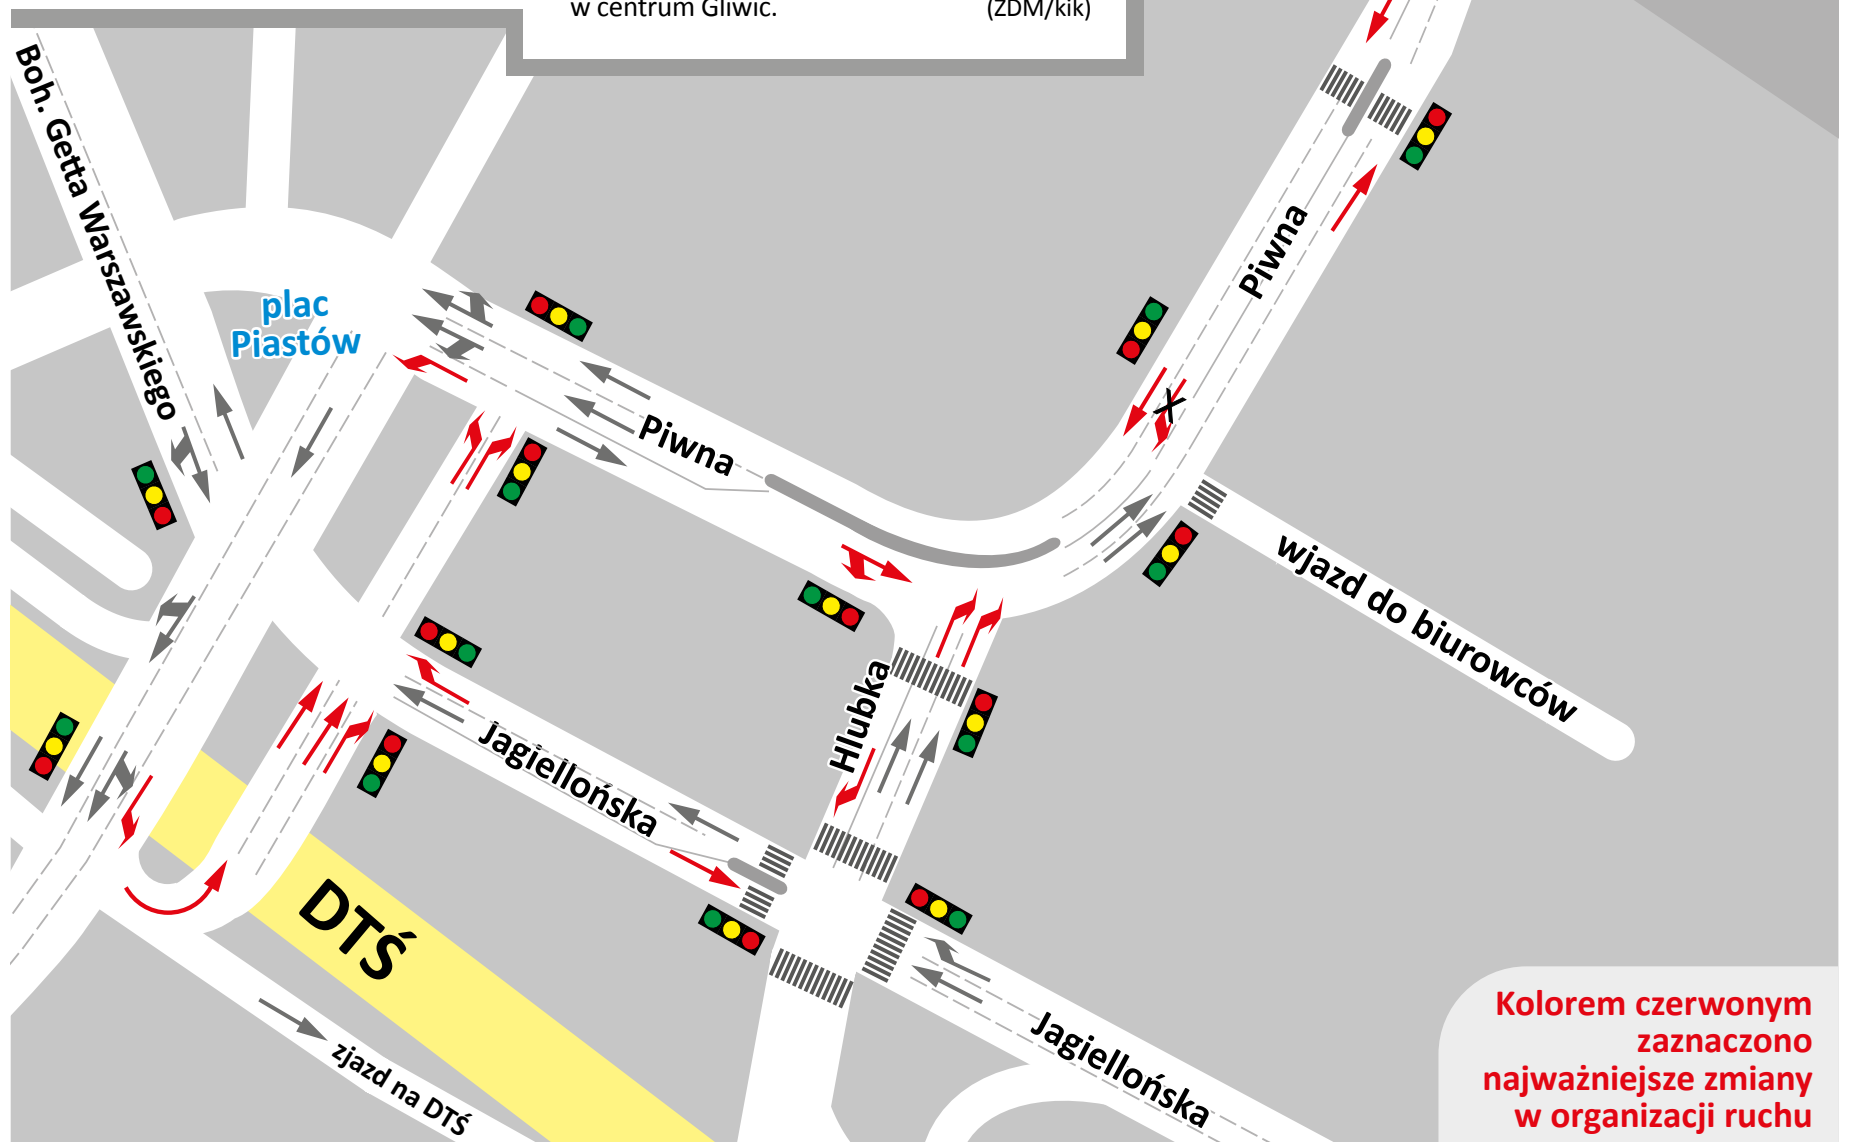 w centrum Gliwic.
(ZDM/kik)
Boh. Getta Warszawskiego
plac
Piastów
Piwna
Piwna
wjazd do biurowców
Hlubka
Jagiellońska
DTŚ
X
zjazd na DTŚ
Jagiellońska
Kolorem czerwonym
zaznaczono
najważniejsze zmiany
w organizacji ruchu